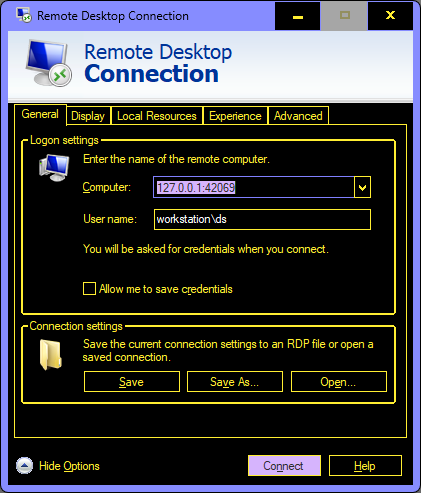 Remote Desktop Connection
Remote Desktop
Connection
General Display Local Resources Experience Advanced
Logon settings
Enter the name of the remote computer.
Computer: 127.0.0.1:42069
User name: workstation\ds
You will be asked for credentials when you connect.
Allow me to save credentials
Connection settings
Save the current connection settings to an RDP file or open a
saved connection.
Save Save As... Open...
Hide Options Connect Help